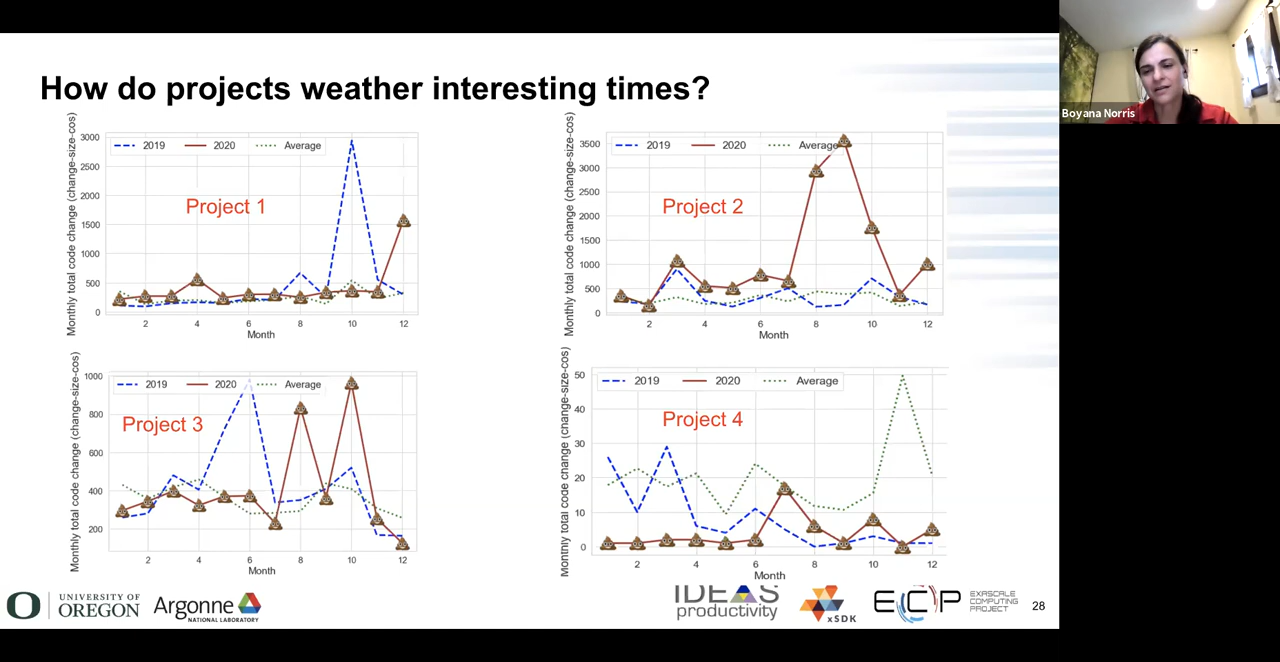 How do projects weather interesting times?
Boyana Norris
Monthly total code change (change-size-cos)
3000
2500
2000
1500
1000
500
0
2019
2020
Average
Project 1
2
4
6
8
10
12
Month
Monthly total code change (change-size-cos)
3500
3000
2500
2000
1500
1000
500
0
2019
2020
Average
Project 2
2
4
6
8
10
12
Month
Monthly total code change (change-size-cos)
1000
800
600
400
200
2019
2020
Average
Project 3
2
4
6
8
10
12
Month
Monthly total code change (change-size-cos)
50
40
30
20
10
0
2019
2020
Average
Project 4
2
4
6
8
10
12
Month
O
UNIVERSITY OF
OREGON
Argonne
NATIONAL LABORATORY
IDEAS
productivity
xSDK
ECP
EXASCALE
COMPUTING
PROJECT
28